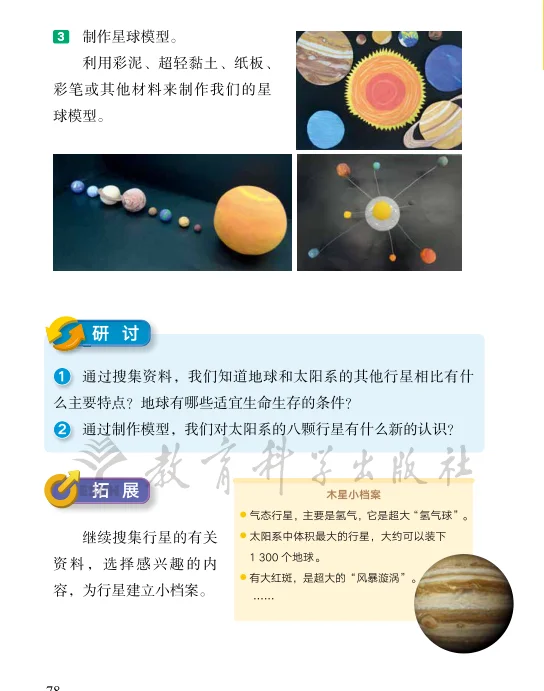 3 制作星球模型。
利用彩泥、超轻黏土、纸板、
彩笔或其他材料来制作我们的星
球模型。
研讨
1 通过搜集资料，我们知道地球和太阳系的其他行星相比有什
么主要特点？地球有哪些适宜生命生存的条件？
2 通过制作模型，我们对太阳系的八颗行星有什么新的认识？
教育科学出版社
拓展
继续搜集行星的有关
资料，选择感兴趣的内
容，为行星建立小档案。
木星小档案
气态行星，主要是氢气，它是超大“氢气球”。
太阳系中体积最大的行星，大约可以装下
1 300 个地球。
有大红斑，是超大的“风暴漩涡”。
……
78